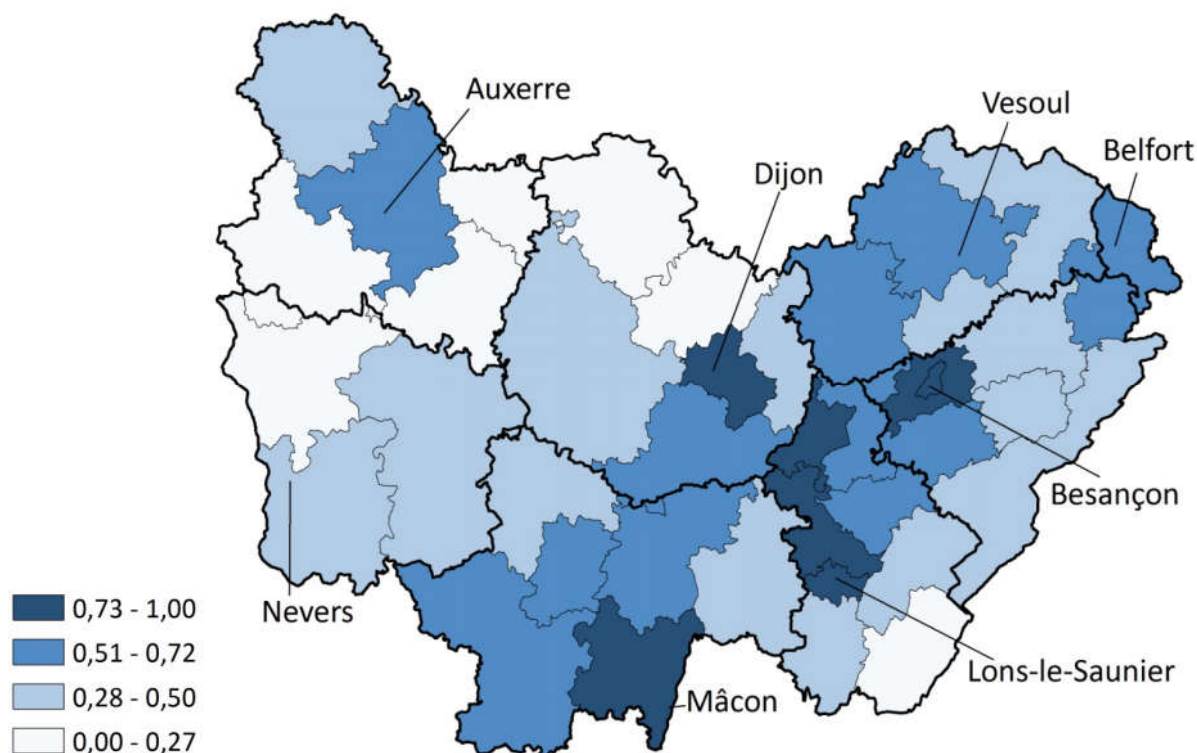 Auxerre
Vesoul
Belfort
Dijon
Besançon
Nevers
Lons-le-Saunier
Mâcon
0,73 - 1,00
0,51 - 0,72
0,28 - 0,50
0,00 - 0,27